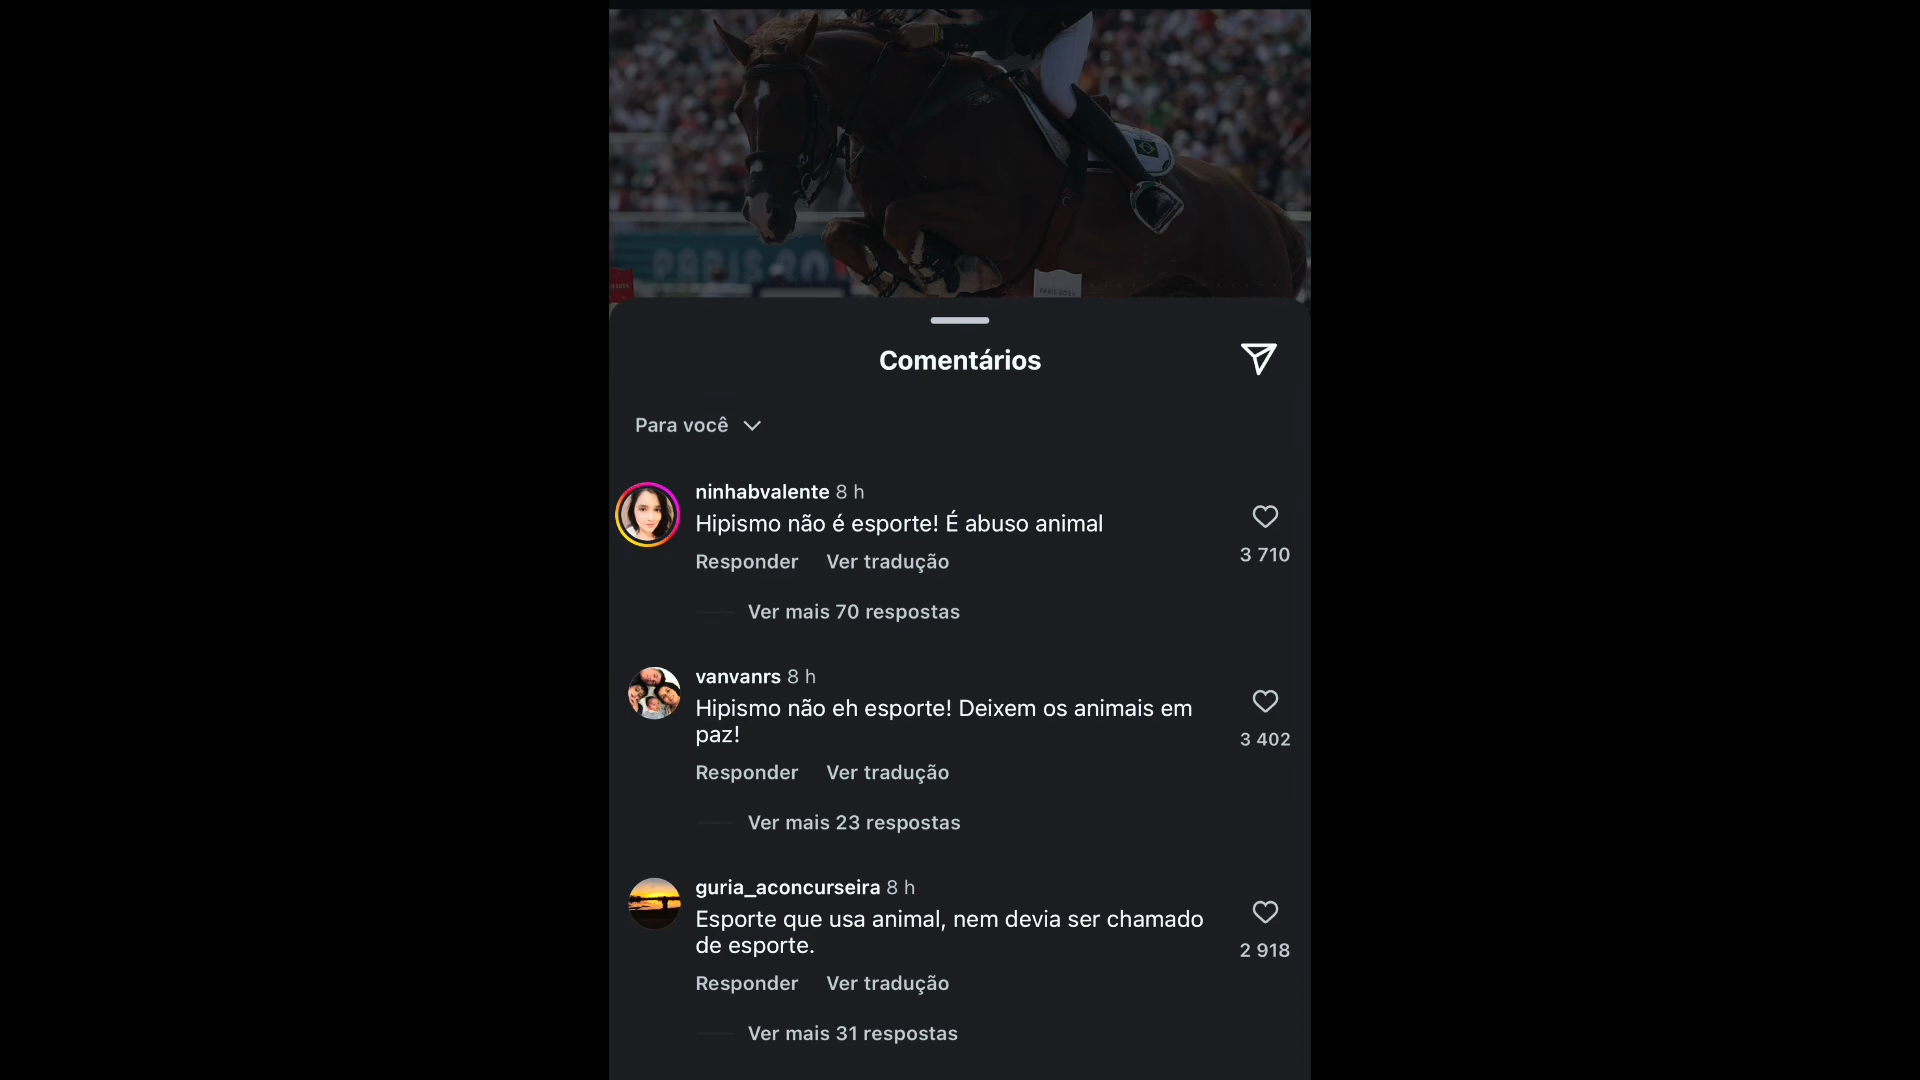 PARIS 20
Comentários
Para você
ninhabvalente 8 h
Hipismo não é esporte! É abuso animal
3 710
Responder Ver tradução
Ver mais 70 respostas
vanvanrs 8 h
Hipismo não eh esporte! Deixem os animais em
paz!
3 402
Responder Ver tradução
Ver mais 23 respostas
guria_aconcurseira 8 h
Esporte que usa animal, nem devia ser chamado
de esporte.
2 918
Responder Ver tradução
Ver mais 31 respostas